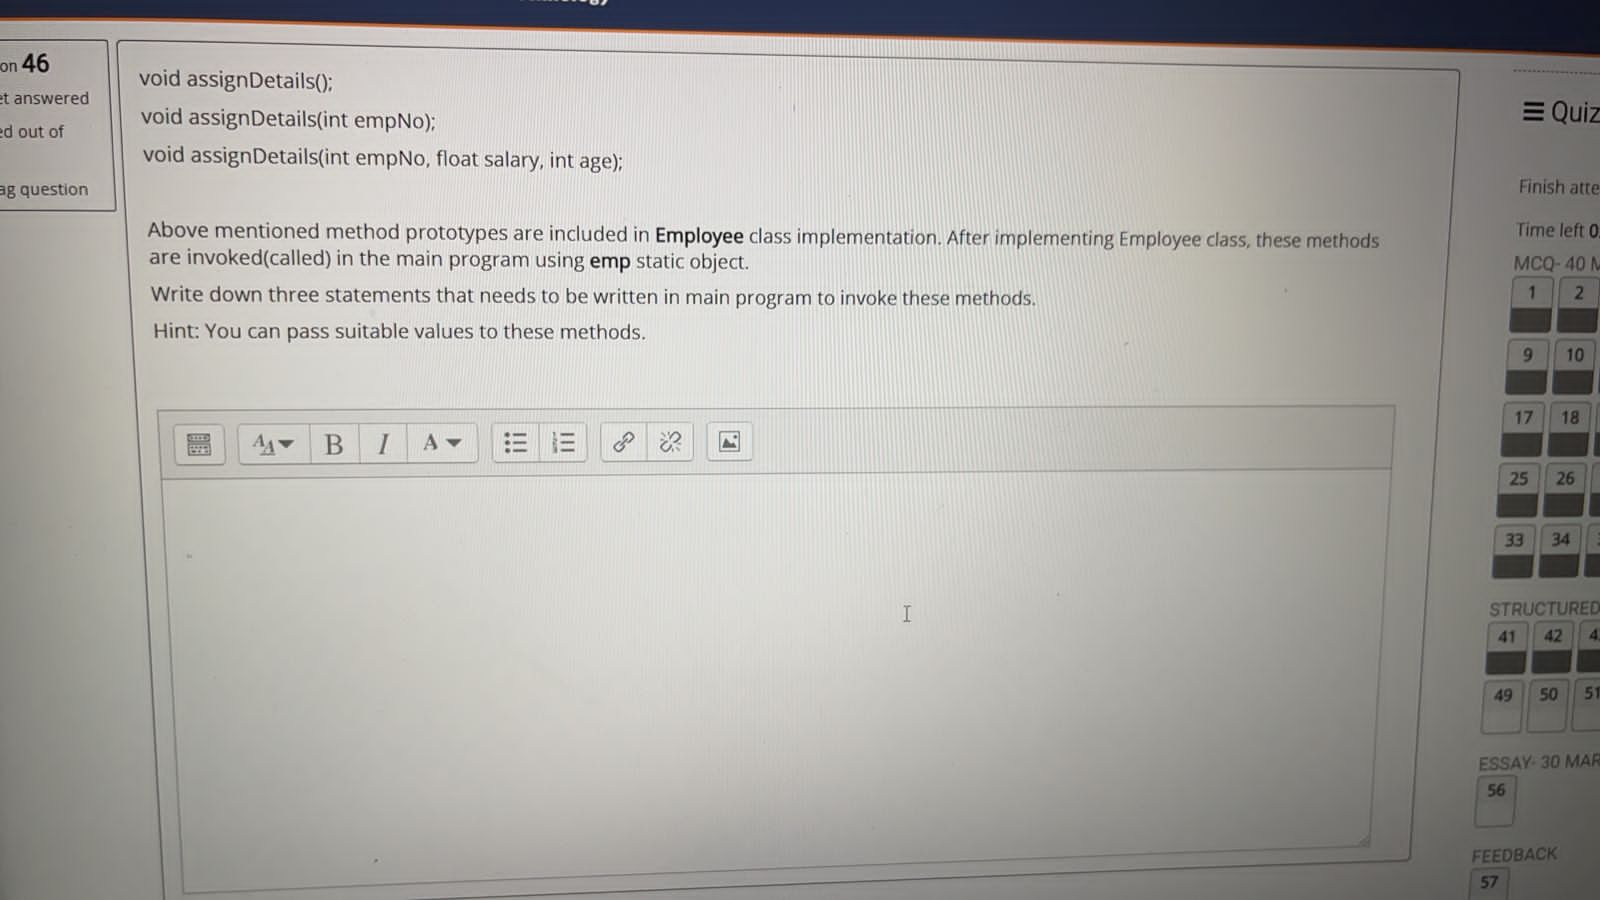 on 46
et answered
ed out of
ag question
void assignDetails();
void assignDetails(int empNo);
void assignDetails(int empNo, float salary, int age);
Above mentioned method prototypes are included in Employee class implementation. After implementing Employee class, these methods
are invoked(called) in the main program using emp static object.
Write down three statements that needs to be written in main program to invoke these methods.
Hint: You can pass suitable values to these methods.
B I A
Quiz
Finish atte
Time left 0
MCQ- 40 M
1 2
9 10
17 18
25 26
33 34
STRUCTURED
41 42 4
49 50 51
ESSAY- 30 MAR
56
FEEDBACK
57